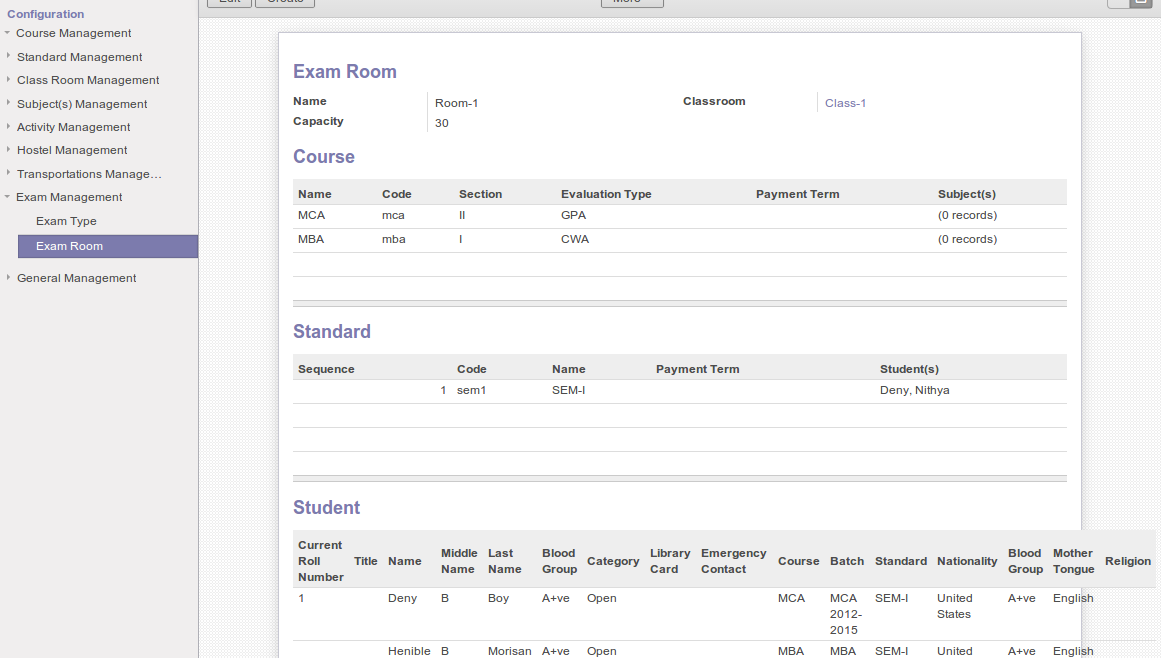 Configuration
Course Management
Standard Management
Class Room Management
Subject(s) Management
Activity Management
Hostel Management
Transportations Manage…
Exam Management
Exam Type
Exam Room
General Management
Edit Create More
Exam Room
Name Room-1 Classroom Class-1
Capacity 30
Course
Name Code Section Evaluation Type Payment Term Subject(s)
MCA mca II GPA (0 records)
MBA mba I CWA (0 records)
Standard
Sequence Code Name Payment Term Student(s)
1 sem1 SEM-I Deny, Nithya
Student
Current Roll Number Title Name Middle Name Last Name Blood Group Category Library Card Emergency Contact Course Batch Standard Nationality Blood Group Mother Tongue Religion
1 Deny B Boy A+ve Open MCA MCA 2012-2015 SEM-I United States A+ve English
Henible B Morisan A+ve Open MBA MBA SEM-I United A+ve English